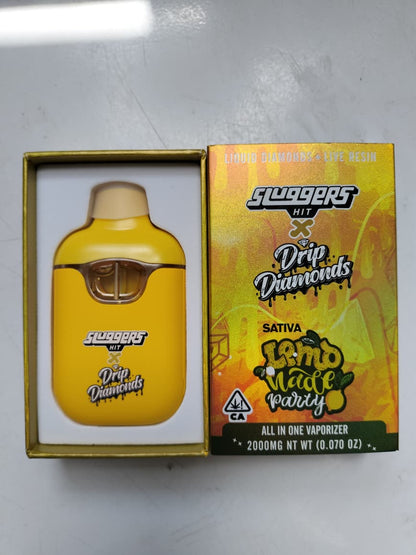 SLUGGERS
HIT
X
Drip
Diamonds
LIQUID DIAMONDS + LIVE RESIN
SLUGGERS
HIT
X
Drip
Diamonds
SATIVA
Lemo
Nade
Party
CA
ALL IN ONE VAPORIZER
2000MG NT WT (0.070 OZ)